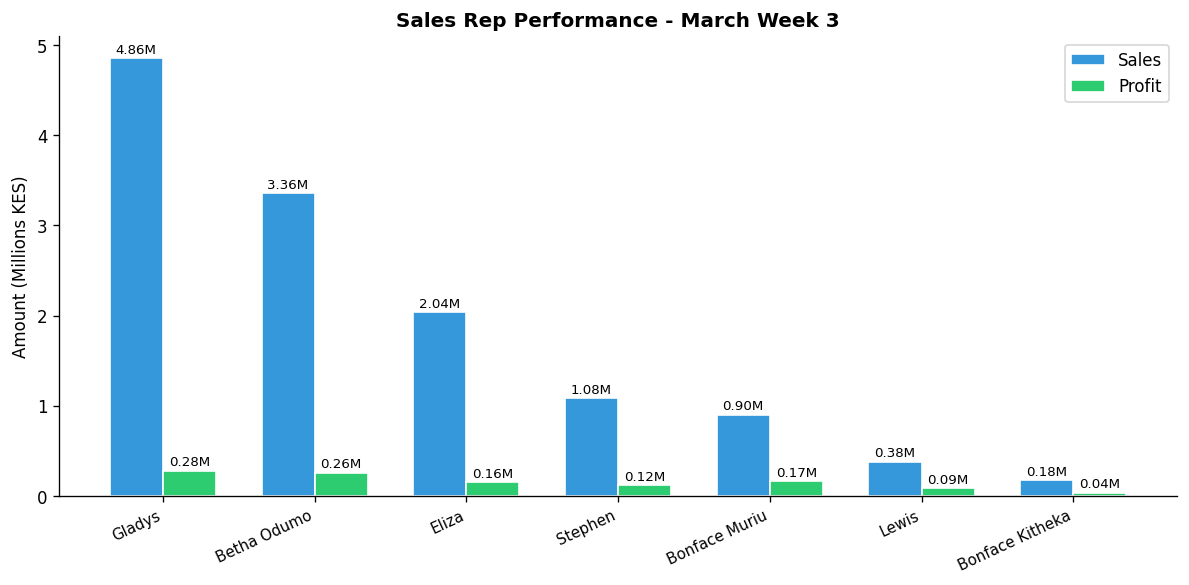 Sales Rep Performance - March Week 3
Sales
Profit
Amount (Millions KES)
5
4
3
2
1
0
4.86M
0.28M
3.36M
0.26M
2.04M
0.16M
1.08M
0.12M
0.90M
0.17M
0.38M
0.09M
0.18M
0.04M
Gladys
Betha Odumo
Eliza
Stephen
Bonface Muriu
Lewis
Bonface Kitheka